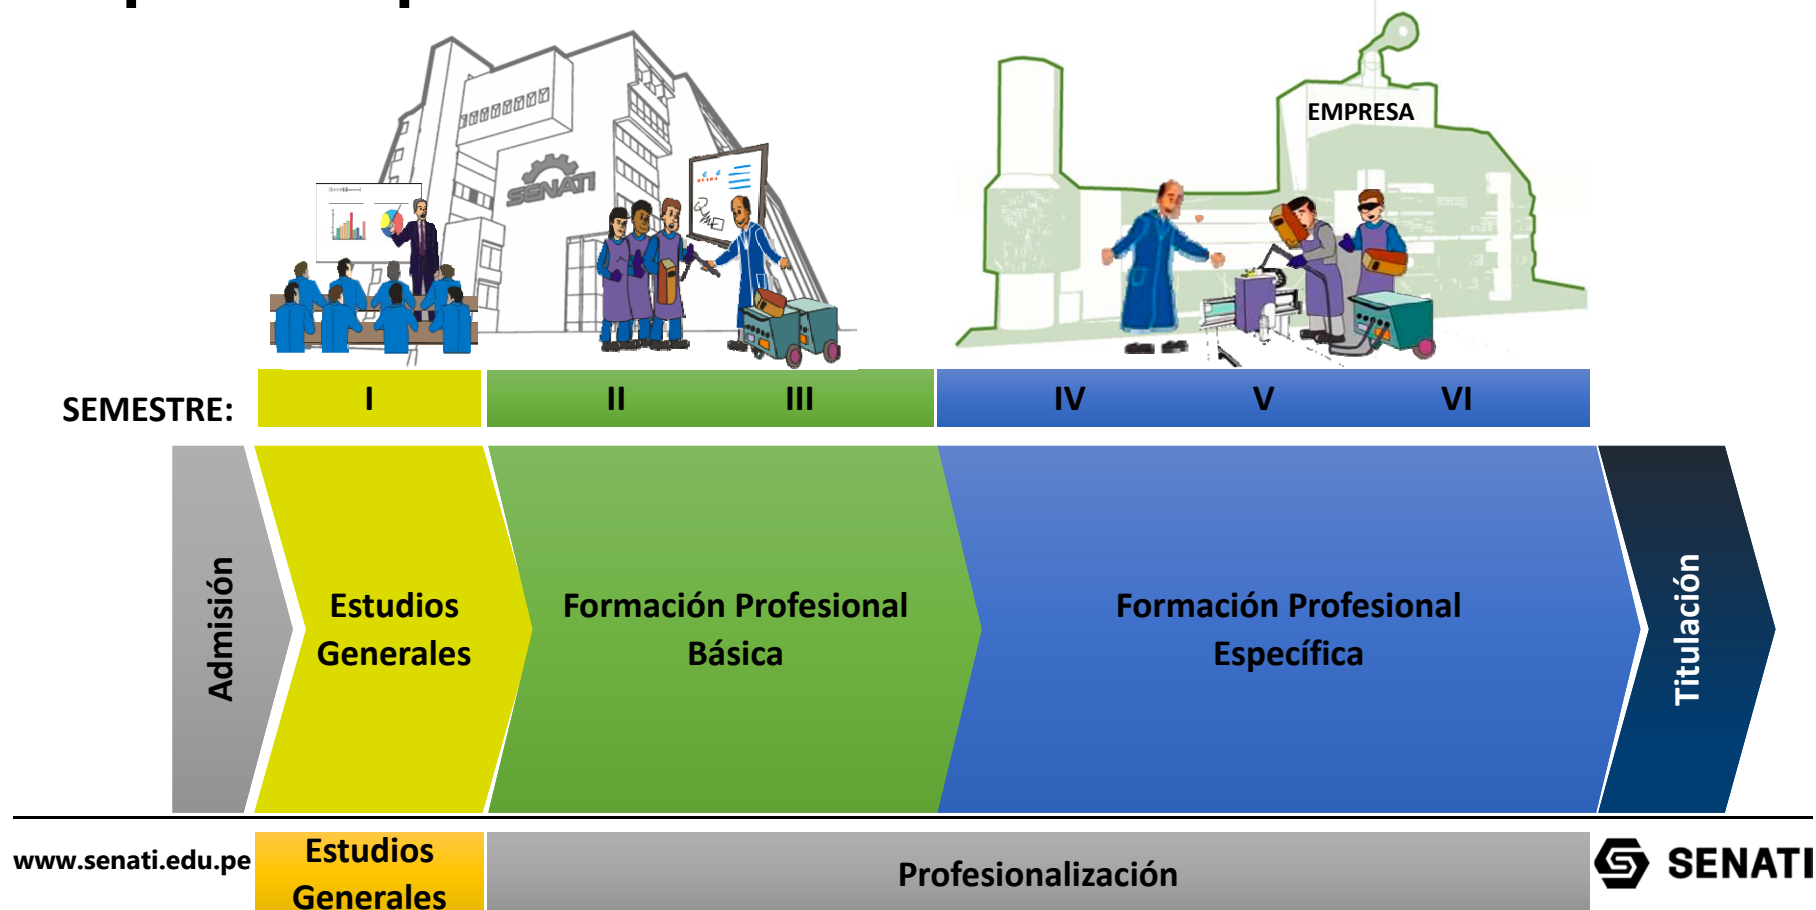 EMPRESA
SENATI
SEMESTRE:
I
II
III
IV
V
VI
Admisión
Estudios
Generales
Formación Profesional
Básica
Formación Profesional
Específica
Titulación
www.senati.edu.pe
Estudios
Generales
Profesionalización
SENATI